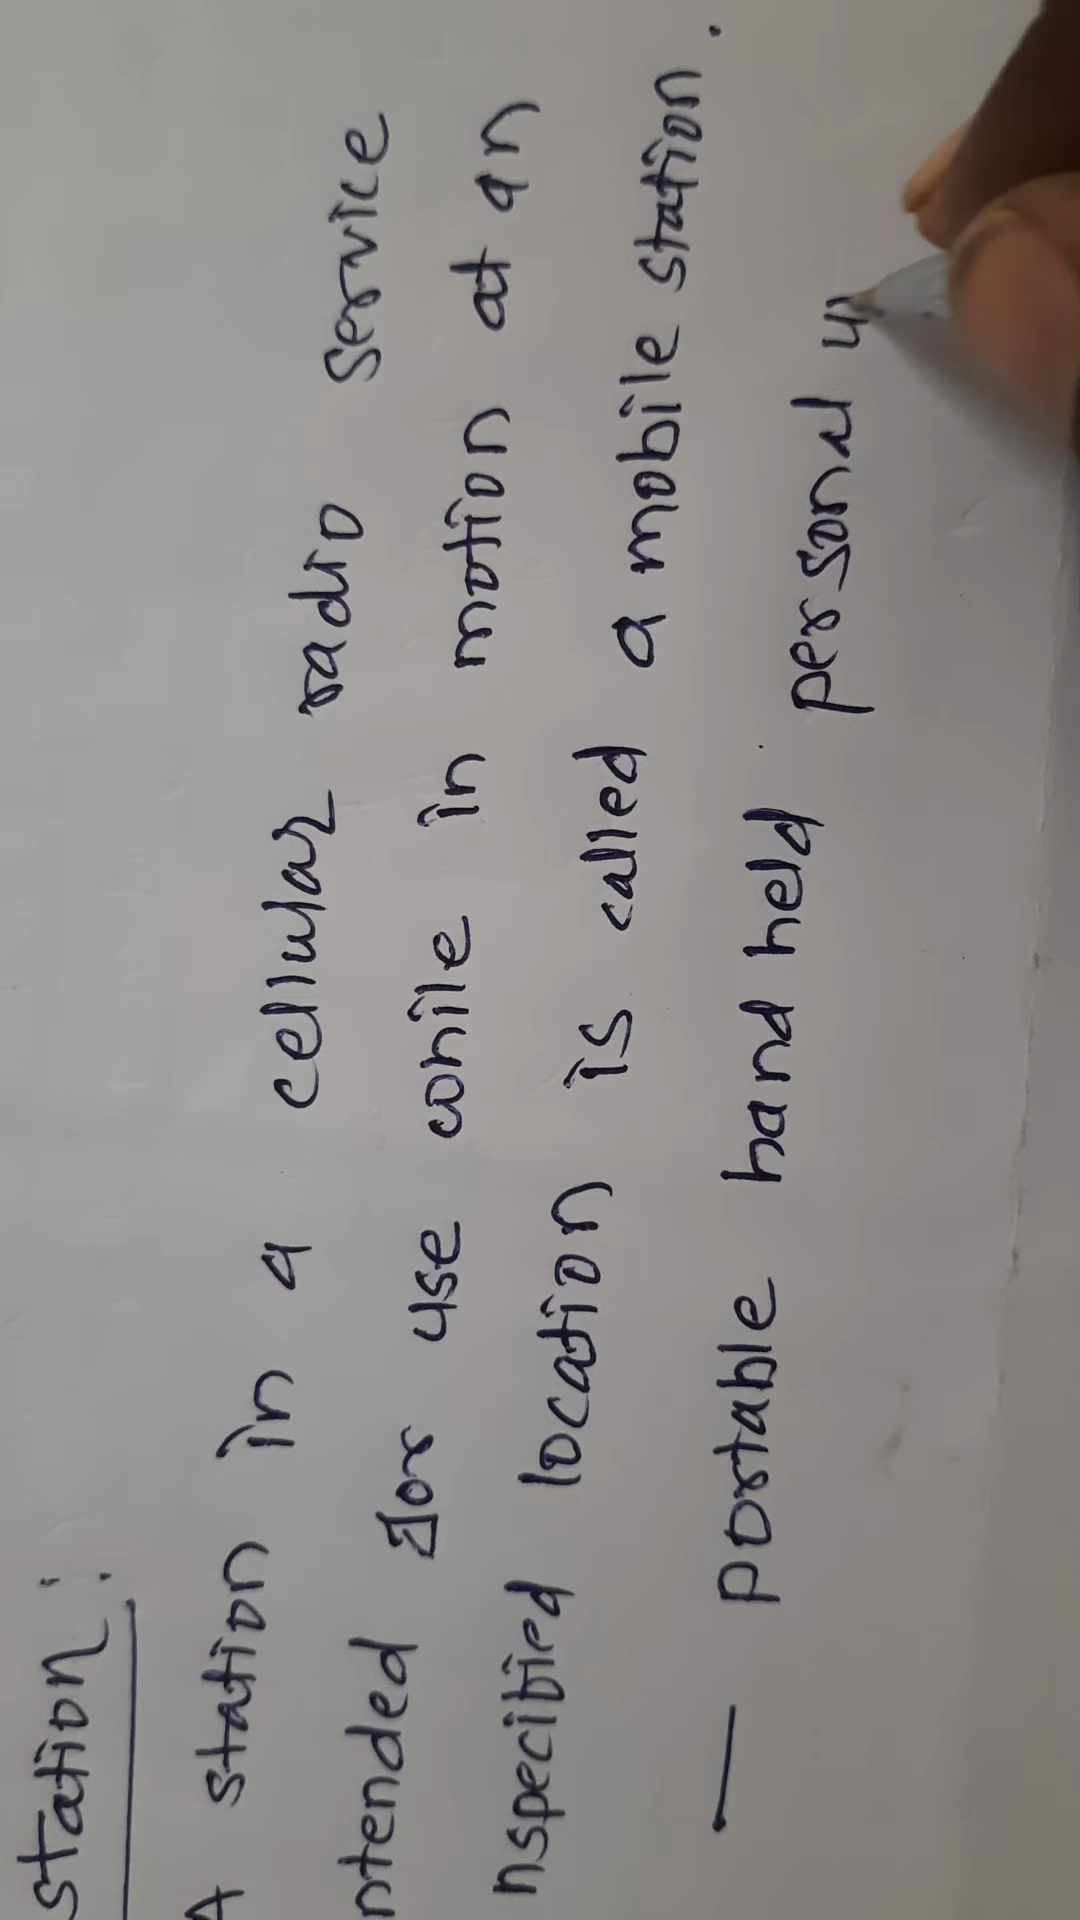 station:
A station in a cellular radio service
ntended for use while in motion at an
nspecified location is called a mobile station.
— portable hand held personal u